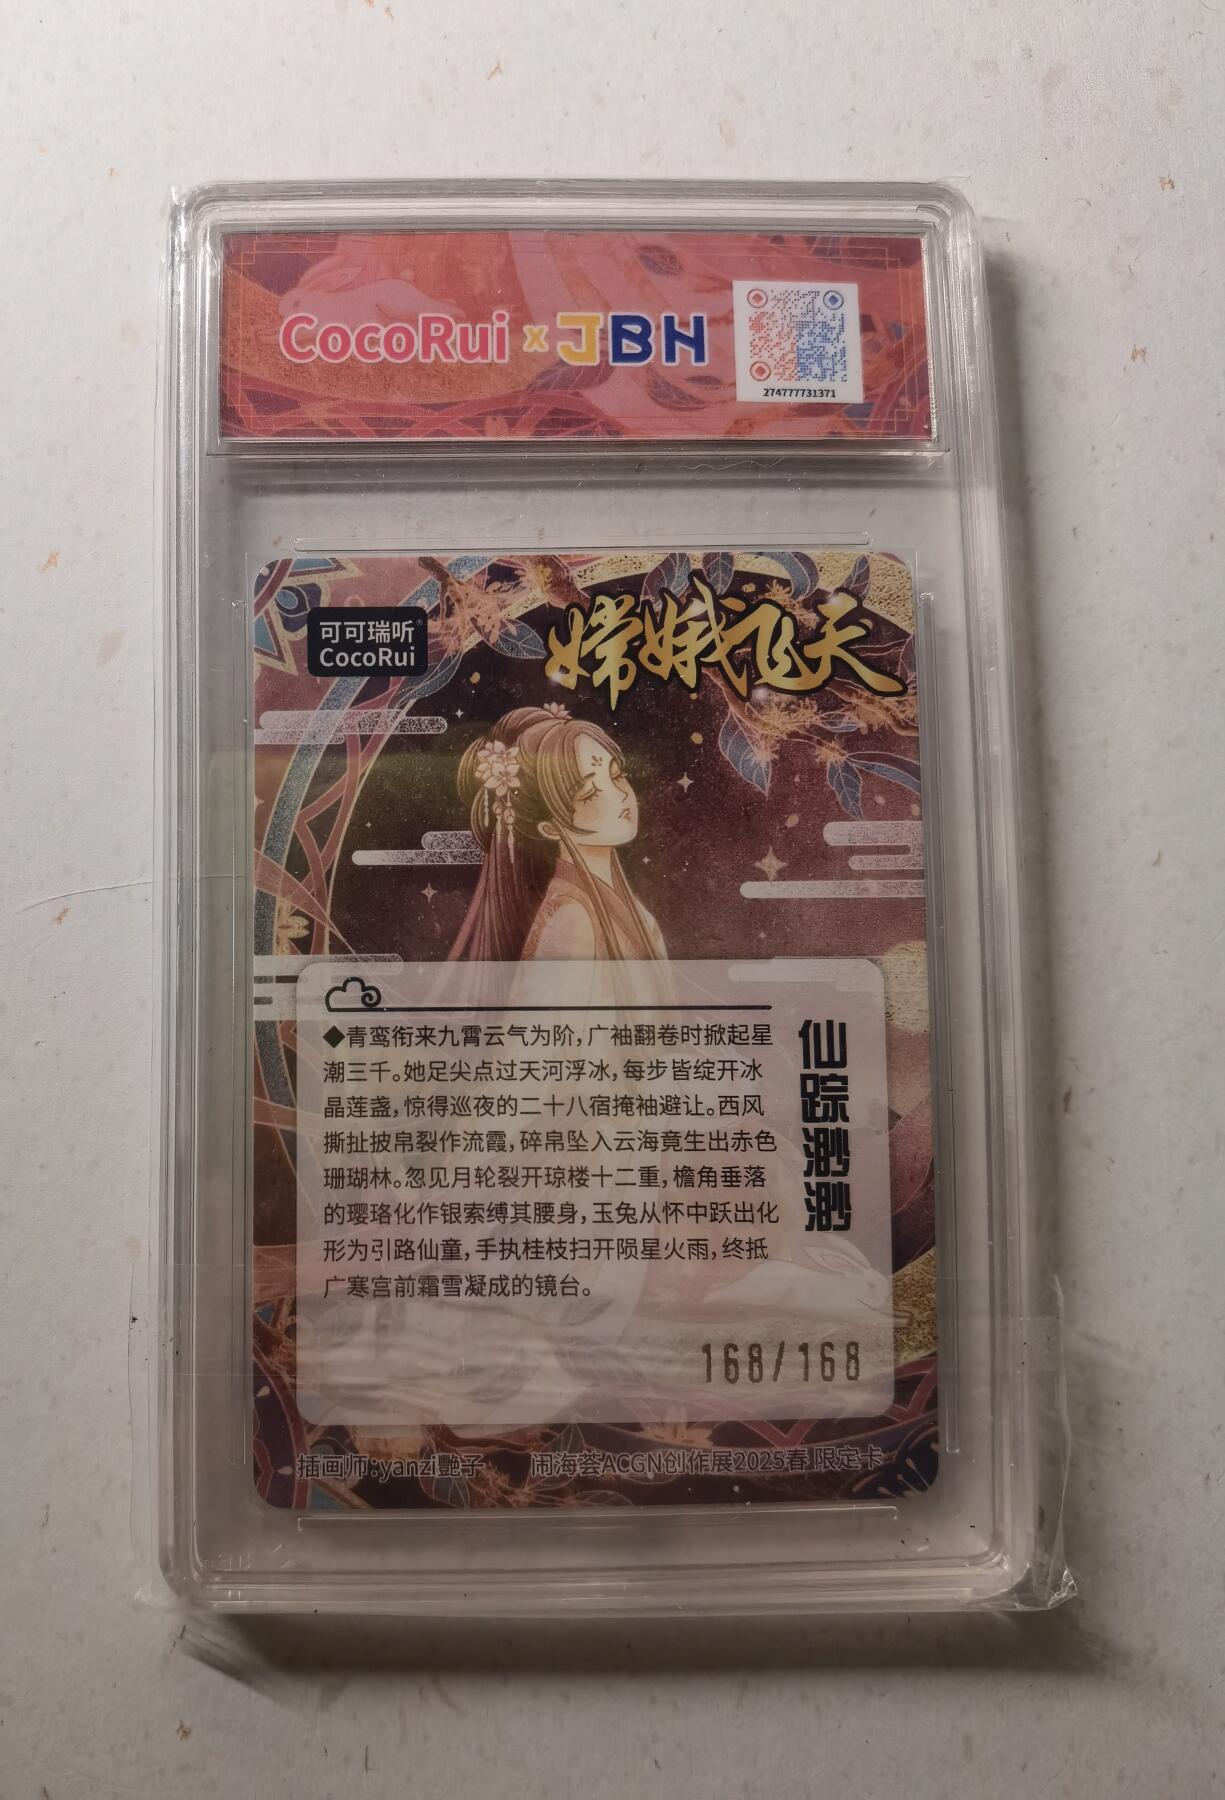 CocoRui x JBH
274777731371
可可瑞听®
CocoRui
嫦娥飞天
◆青鸾衔来九霄云气为阶,广袖翻卷时掀起星
潮三千。她足尖点过天河浮冰,每步皆绽开冰
晶莲盏,惊得巡夜的二十八宿掩袖避让。西风
撕扯披帛裂作流霞,碎帛坠入云海竟生出赤色
珊瑚林。忽见月轮裂开琼楼十二重,檐角垂落
的璎珞化作银索缚其腰身,玉兔从怀中跃出化
形为引路仙童,手执桂枝扫开陨星火雨,终抵
广寒宫前霜雪凝成的镜台。
仙踪渺渺
168/168
插画师:yanzi艷子 闹海荟ACGN创作展2025春 限定卡